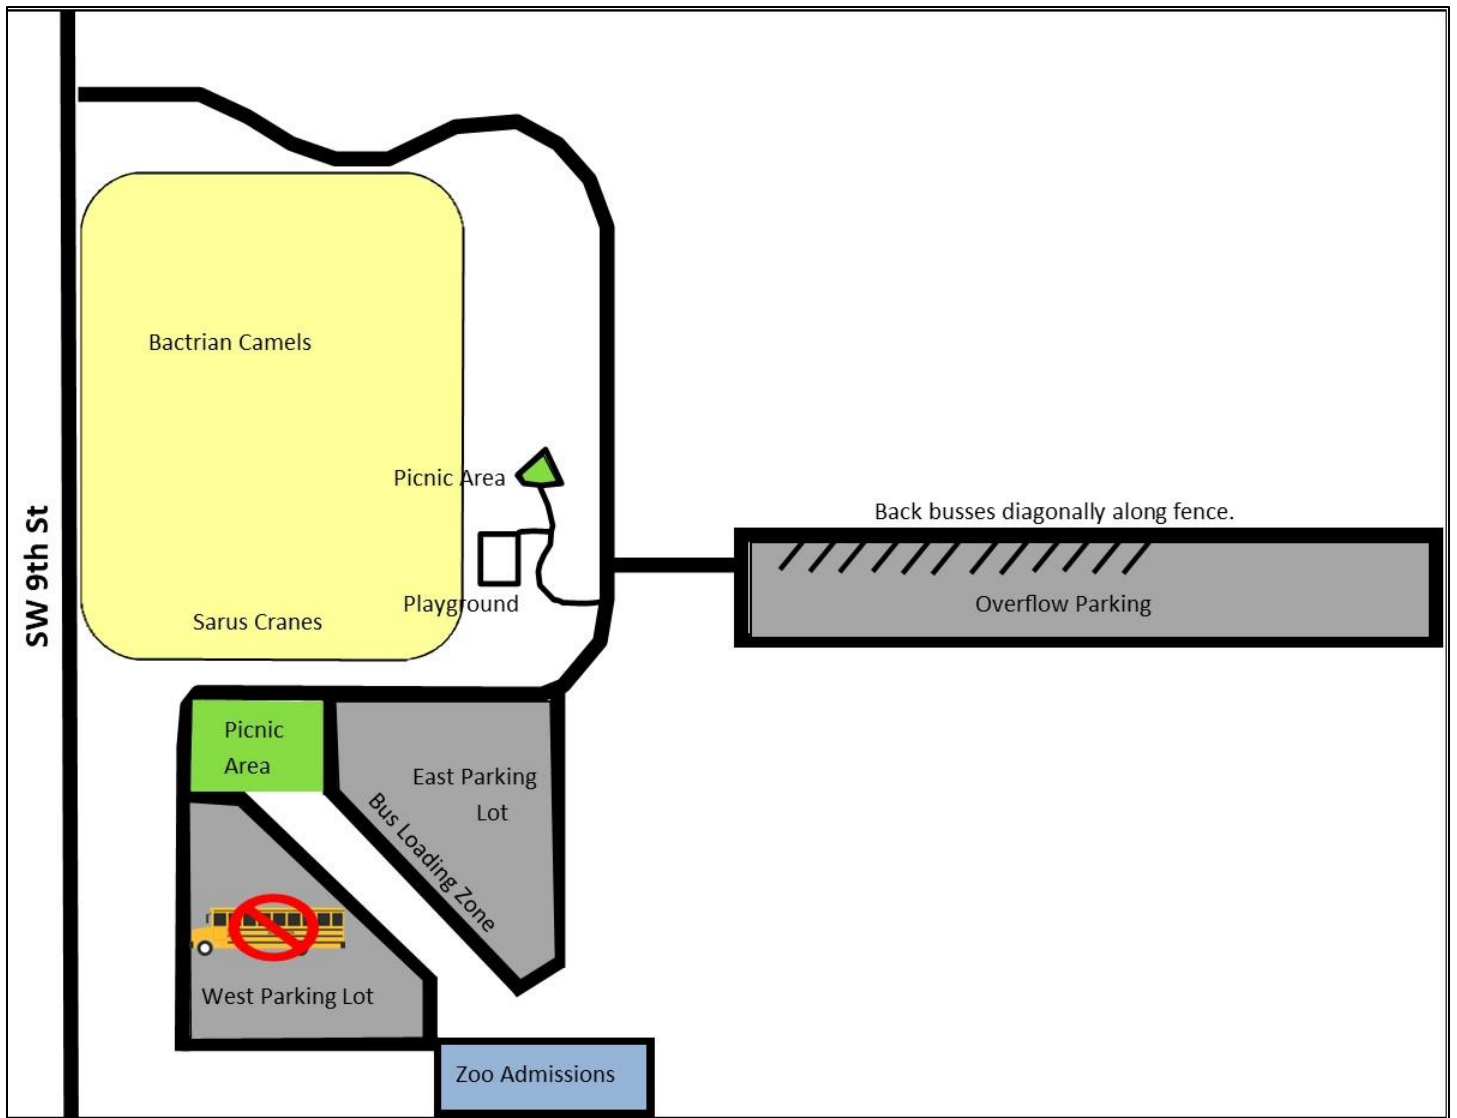 SW 9th St
Bactrian Camels
Picnic Area
Back busses diagonally along fence.
Playground
Overflow Parking
Sarus Cranes
Picnic
Area
East Parking
Lot
Bus Loading Zone
West Parking Lot
Zoo Admissions